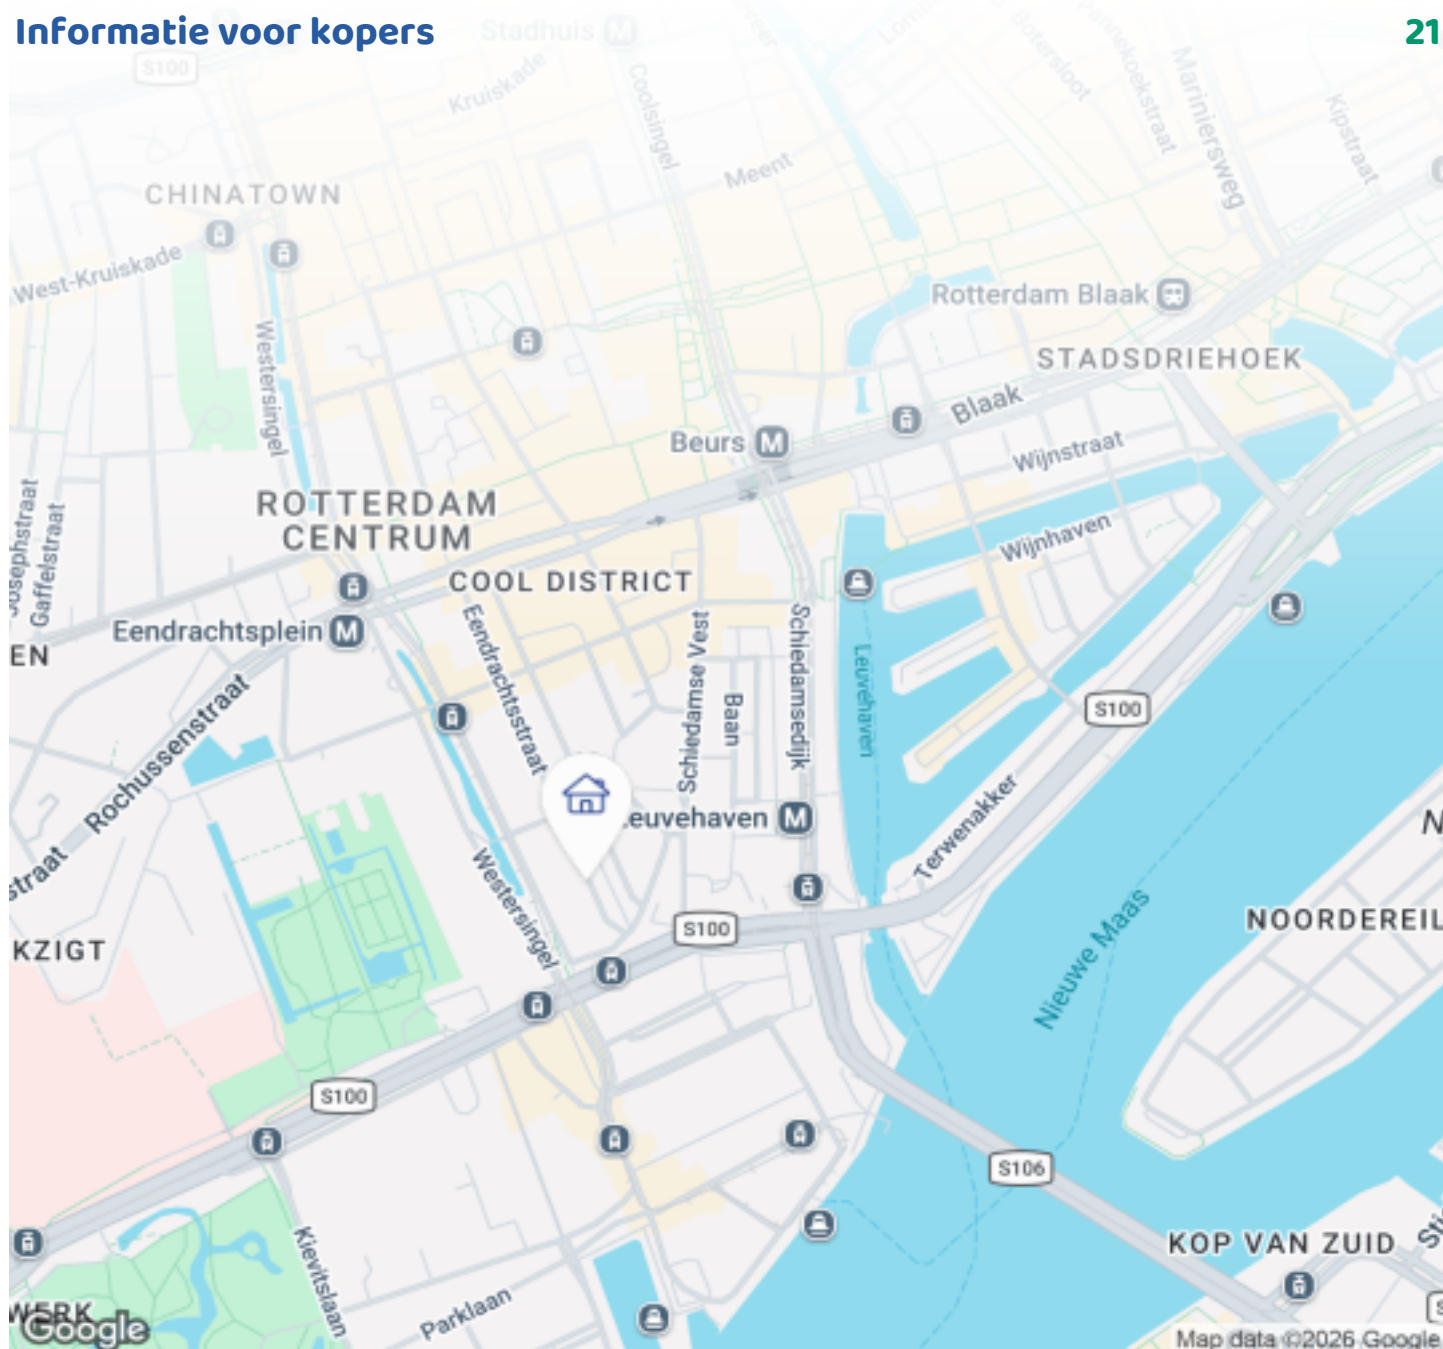 Informatie voor kopers
21
Stadhuis M
S100
Kruiskade
Coolsingel
Botersloot
Pannekoekstraat
Mariniersweg
Kipstraat
Meent
CHINATOWN
West-Kruiskade
Westersingel
Rotterdam Blaak
STADSDRIEHOEK
Blaak
Beurs M
Wijnstraat
ROTTERDAM
CENTRUM
Wijnhaven
Gaffelstraat
COOL DISTRICT
Eendrachtsplein M
EN
Eendrachtsstraat
Schiedamse Vest
Baan
Schiedamsedijk
Leuvehaven
S100
Rochussenstraat
euvehaven M
Terwenakker
straat
Westersingel
S100
NOORDEREIL
KZIGT
Nieuwe Maas
S100
S106
KOP VAN ZUID
Kievitslaan
Parklaan
WERK
Google
Map data ©2026 Google